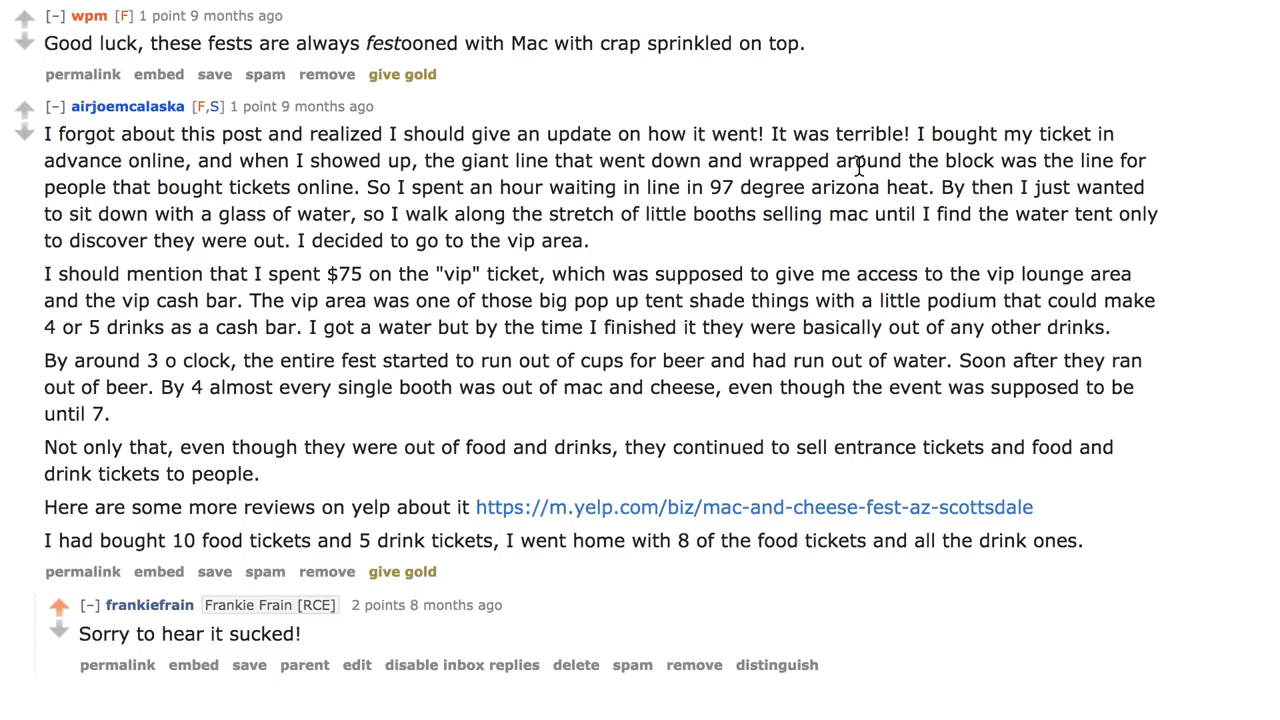 [−] wpm [F] 1 point 9 months ago
Good luck, these fests are always festooned with Mac with crap sprinkled on top.
permalink embed save spam remove give gold
[−] airjoemcalaska [F,S] 1 point 9 months ago
I forgot about this post and realized I should give an update on how it went! It was terrible! I bought my ticket in
advance online, and when I showed up, the giant line that went down and wrapped around the block was the line for
people that bought tickets online. So I spent an hour waiting in line in 97 degree arizona heat. By then I just wanted
to sit down with a glass of water, so I walk along the stretch of little booths selling mac until I find the water tent only
to discover they were out. I decided to go to the vip area.
I should mention that I spent $75 on the "vip" ticket, which was supposed to give me access to the vip lounge area
and the vip cash bar. The vip area was one of those big pop up tent shade things with a little podium that could make
4 or 5 drinks as a cash bar. I got a water but by the time I finished it they were basically out of any other drinks.
By around 3 o clock, the entire fest started to run out of cups for beer and had run out of water. Soon after they ran
out of beer. By 4 almost every single booth was out of mac and cheese, even though the event was supposed to be
until 7.
Not only that, even though they were out of food and drinks, they continued to sell entrance tickets and food and
drink tickets to people.
Here are some more reviews on yelp about it https://m.yelp.com/biz/mac-and-cheese-fest-az-scottsdale
I had bought 10 food tickets and 5 drink tickets, I went home with 8 of the food tickets and all the drink ones.
permalink embed save spam remove give gold
[−] frankiefrain Frankie Frain [RCE] 2 points 8 months ago
Sorry to hear it sucked!
permalink embed save parent edit disable inbox replies delete spam remove distinguish